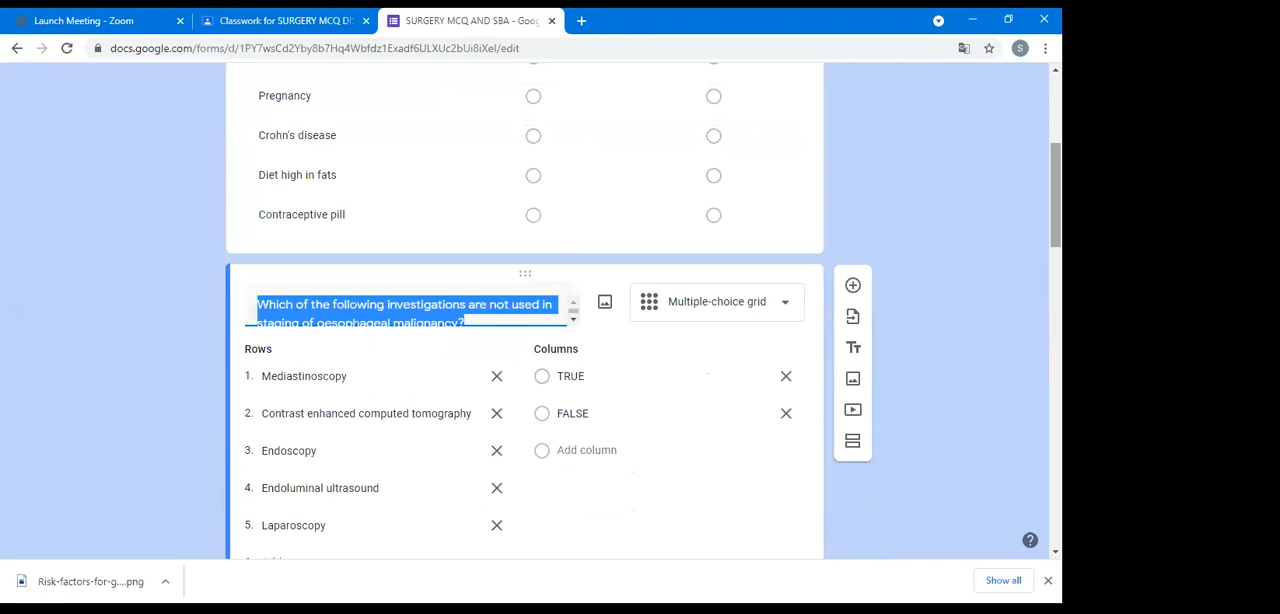 Launch Meeting - Zoom
Classwork for SURGERY MCQ DI
SURGERY MCQ AND SBA - Goog
docs.google.com/forms/d/1PY7wsCd2Yby8b7Hq4Wbfdz1Exadf6ULXUc2bUi8iXeI/edit
S
Pregnancy
Crohn's disease
Diet high in fats
Contraceptive pill
Which of the following investigations are not used in
staging of oesophageal malignancy?
Multiple-choice grid
Rows
Columns
1. Mediastinoscopy
TRUE
2. Contrast enhanced computed tomography
FALSE
3. Endoscopy
Add column
4. Endoluminal ultrasound
5. Laparoscopy
Tt
Risk-factors-for-g....png
Show all